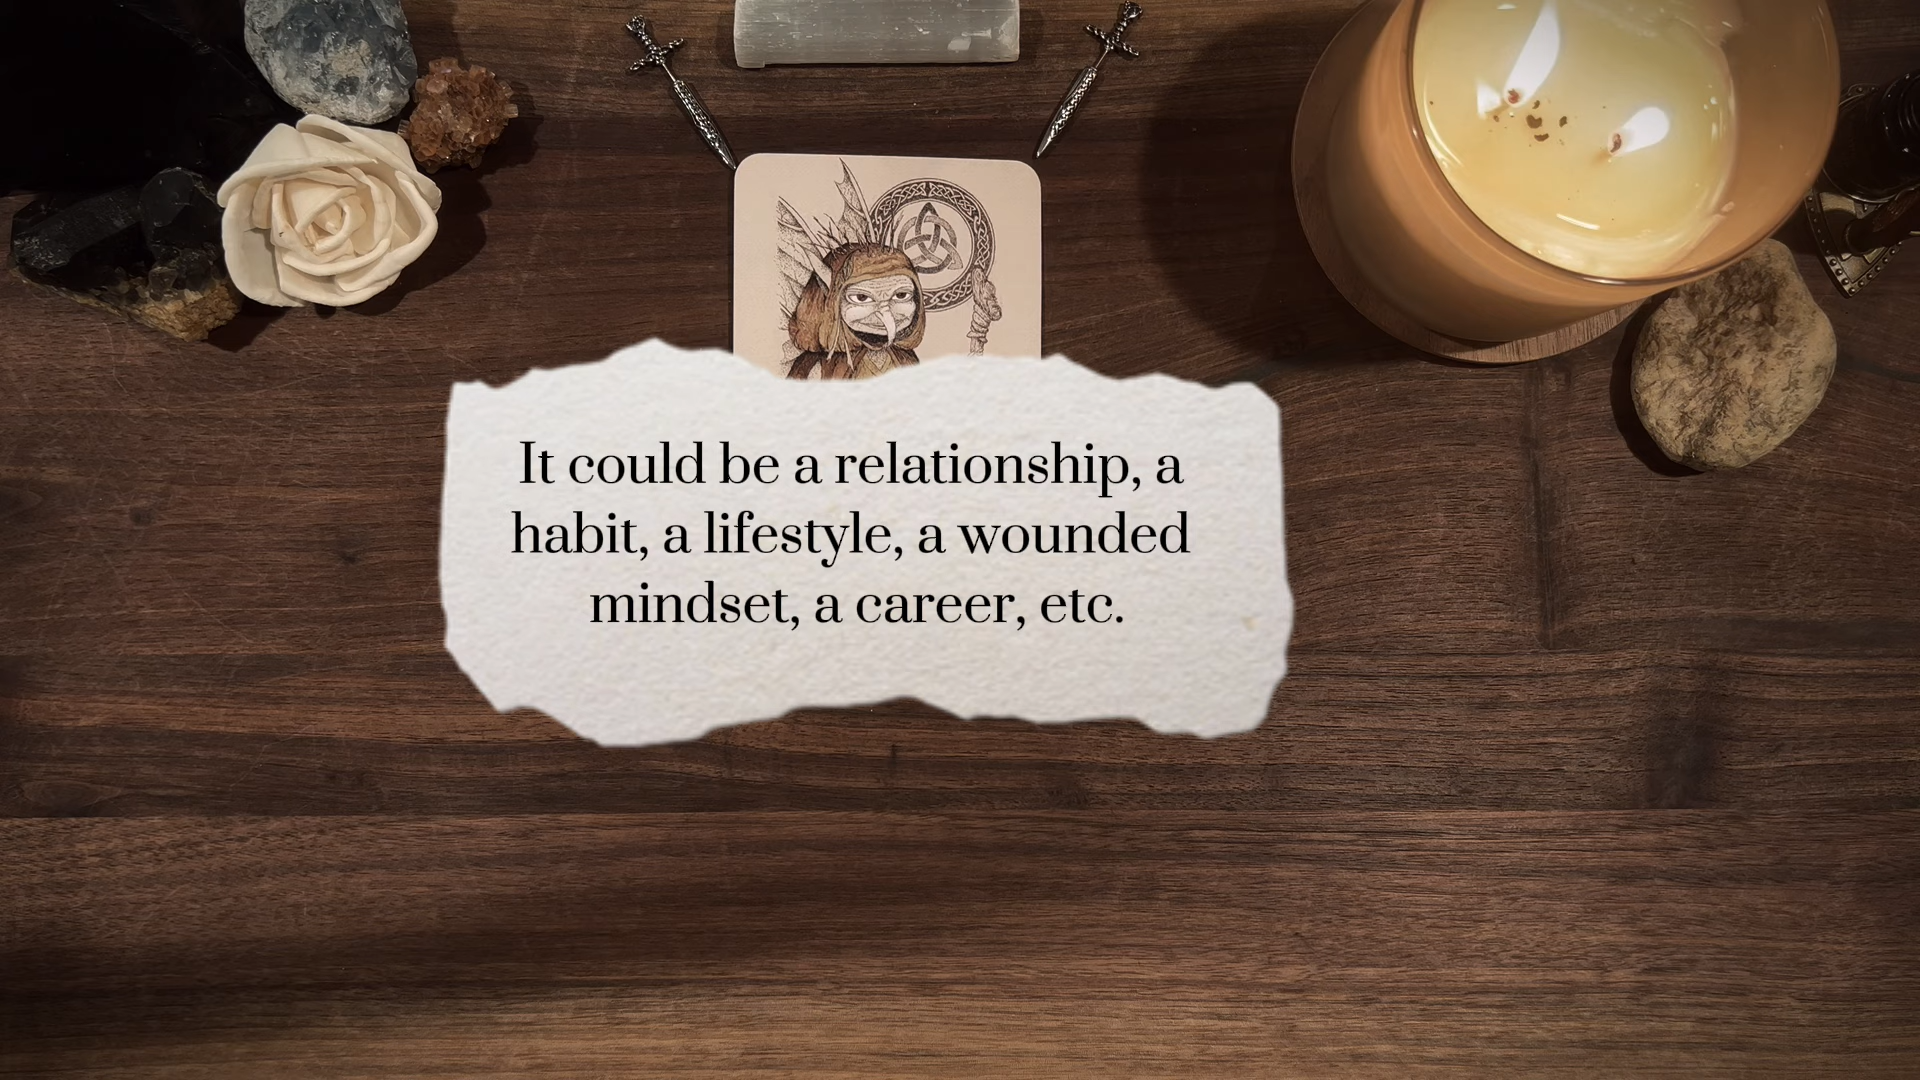 It could be a relationship, a
habit, a lifestyle, a wounded
mindset, a career, etc.